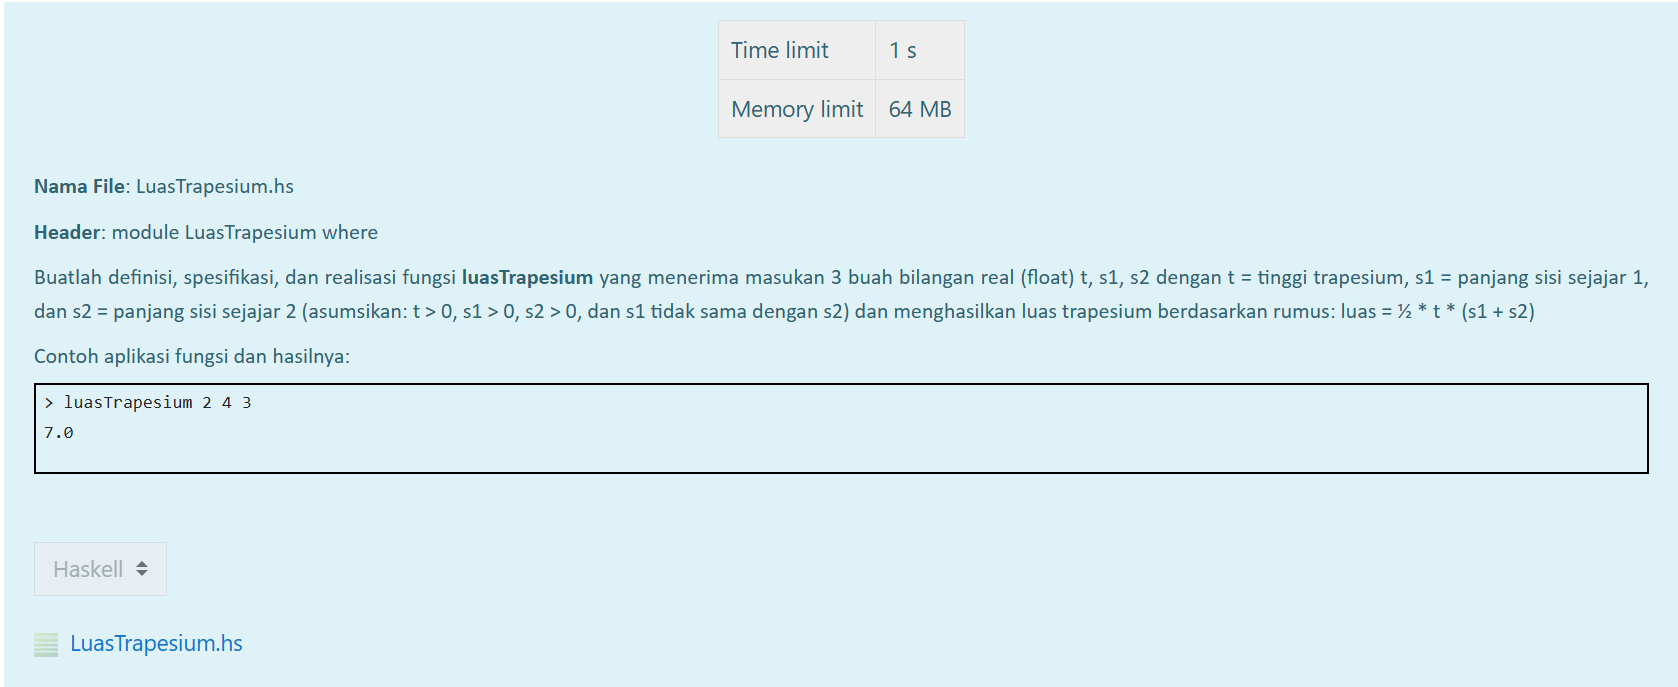 Time limit 1 s
Memory limit 64 MB
Nama File: LuasTrapesium.hs
Header: module LuasTrapesium where
Buatlah definisi, spesifikasi, dan realisasi fungsi luasTrapesium yang menerima masukan 3 buah bilangan real (float) t, s1, s2 dengan t = tinggi trapesium, s1 = panjang sisi sejajar 1,
dan s2 = panjang sisi sejajar 2 (asumsikan: t > 0, s1 > 0, s2 > 0, dan s1 tidak sama dengan s2) dan menghasilkan luas trapesium berdasarkan rumus: luas = ½ * t * (s1 + s2)
Contoh aplikasi fungsi dan hasilnya:
> luasTrapesium 2 4 3
7.0
Haskell
LuasTrapesium.hs